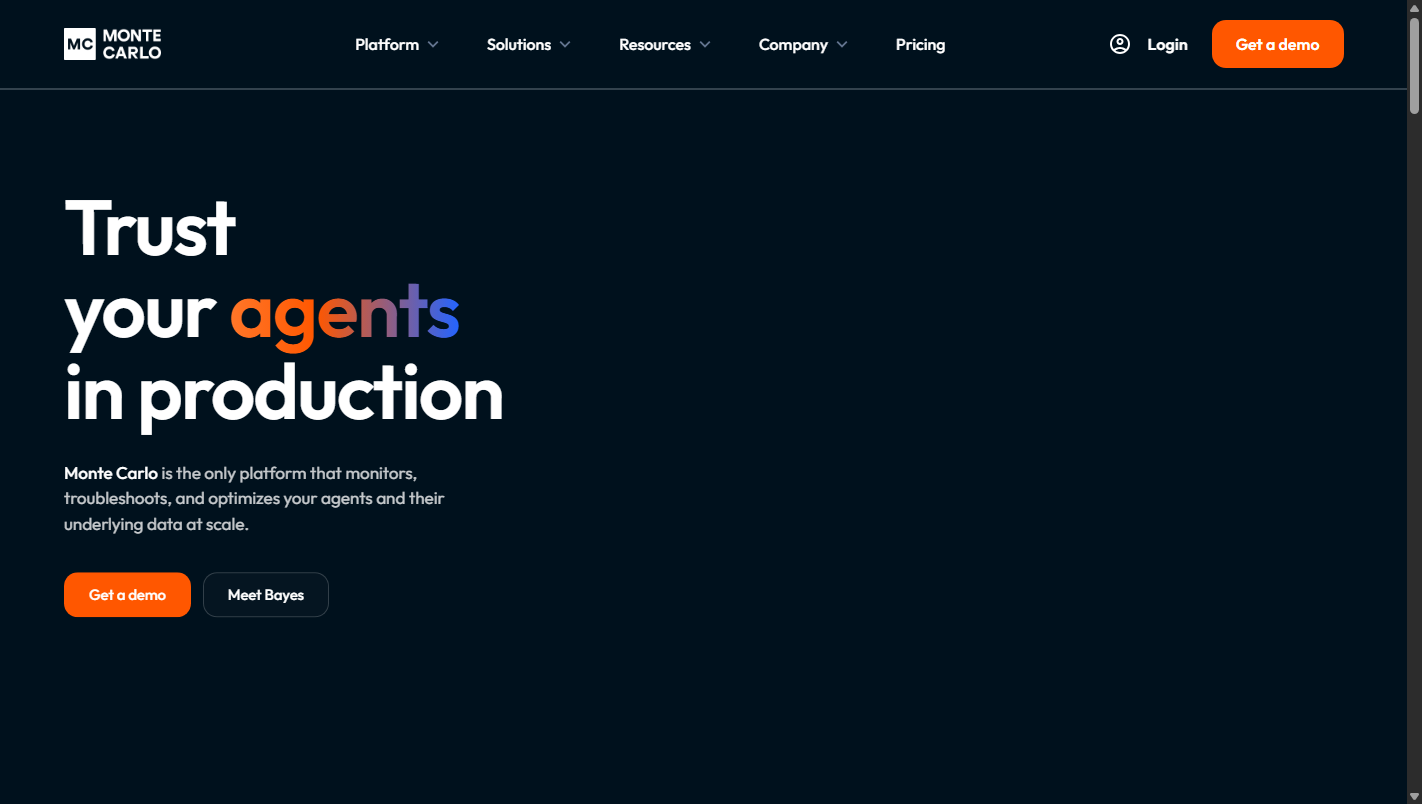 MC MONTE CARLO
Platform
Solutions
Resources
Company
Pricing
Login
Get a demo
Trust
your agents
in production
Monte Carlo is the only platform that monitors,
troubleshoots, and optimizes your agents and their
underlying data at scale.
Get a demo
Meet Bayes